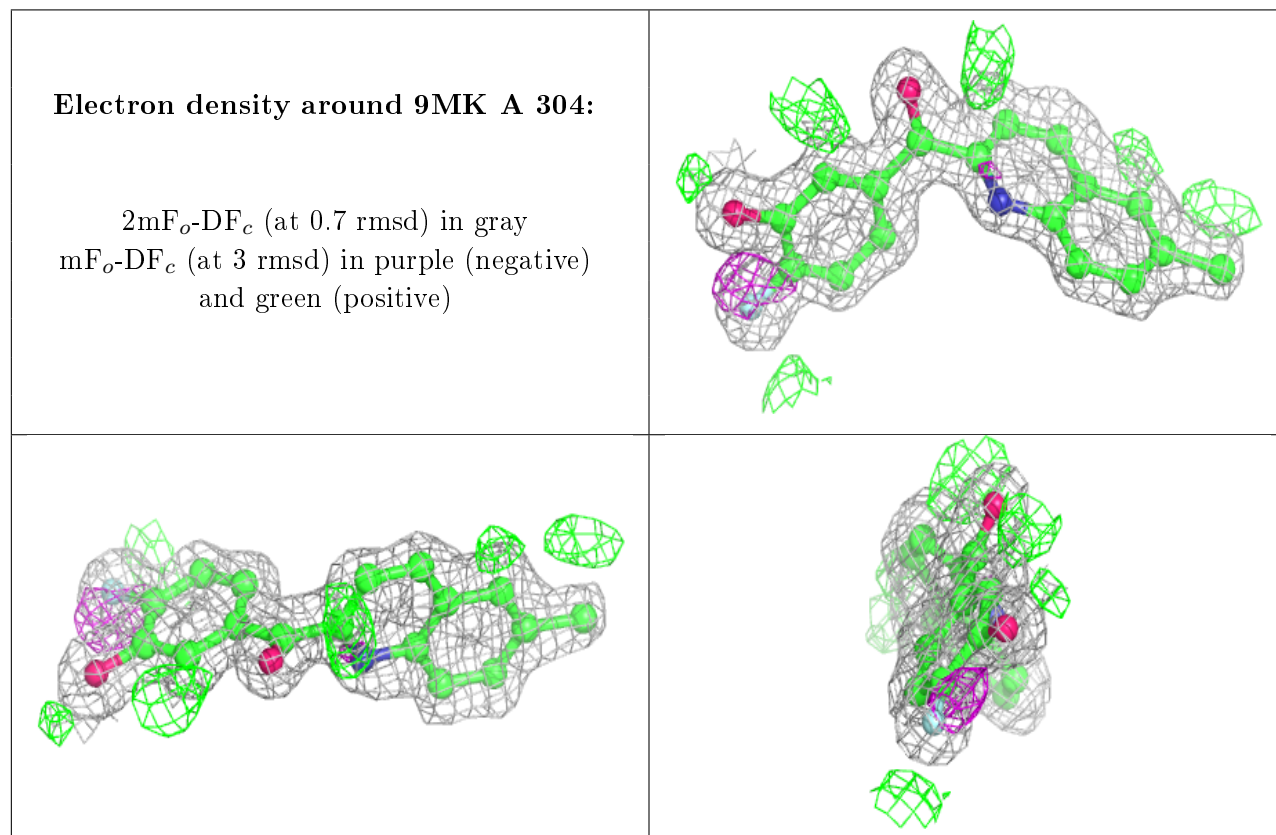 Electron density around 9MK A 304:
2mFo-DFc (at 0.7 rmsd) in gray
mFo-DFc (at 3 rmsd) in purple (negative)
and green (positive)